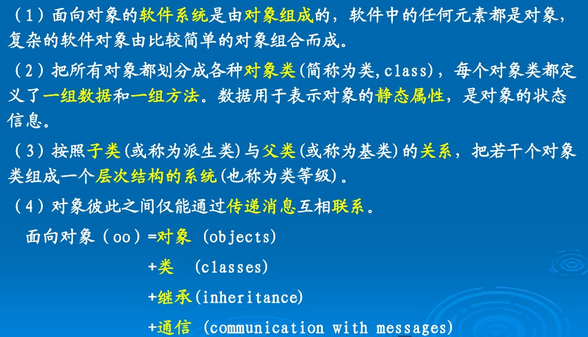 （1）面向对象的软件系统是由对象组成的，软件中的任何元素都是对象，
复杂的软件对象由比较简单的对象组合而成。
（2）把所有对象都划分成各种对象类(简称为类,class)，每个对象类都定
义了一组数据和一组方法。数据用于表示对象的静态属性，是对象的状态
信息。
（3）按照子类(或称为派生类)与父类(或称为基类)的关系，把若干个对象
类组成一个层次结构的系统(也称为类等级)。
（4）对象彼此之间仅能通过传递消息互相联系。
面向对象（oo）=对象 (objects)
+类 (classes)
+继承(inheritance)
+通信 (communication with messages)